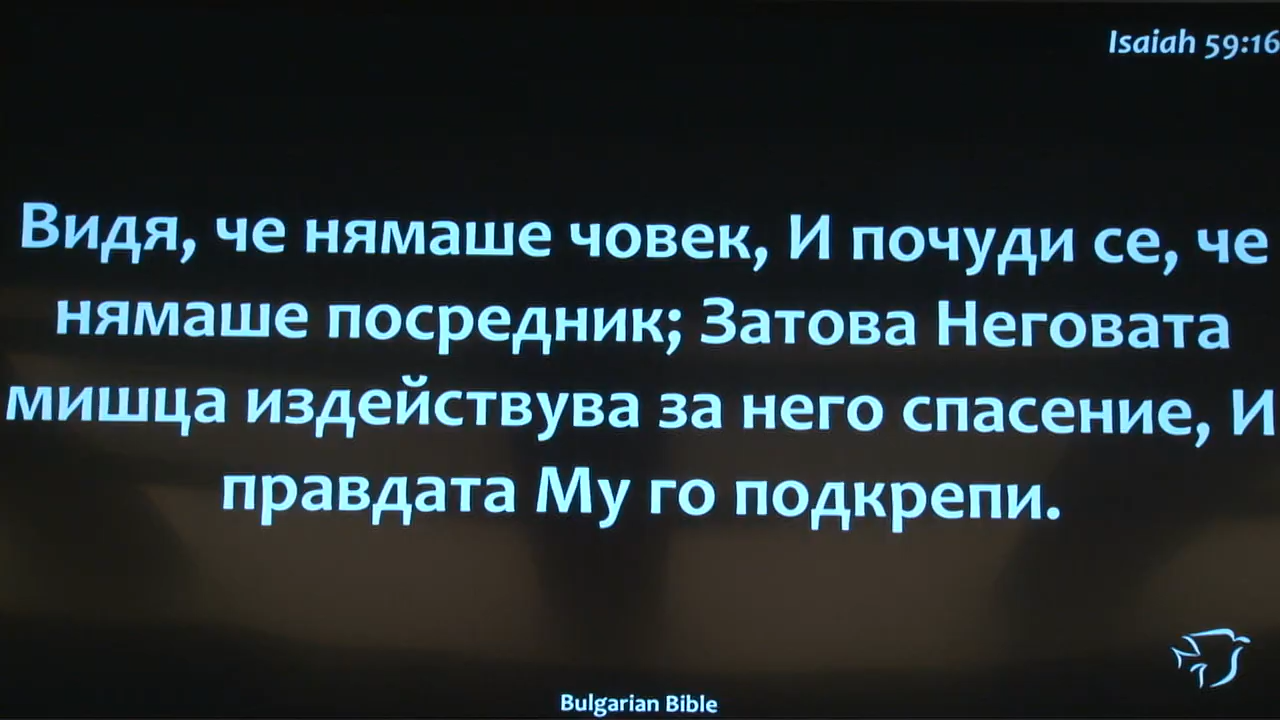 Isaiah 59:16
Видя, че нямаше човек, И почуди се, че
нямаше посредник; Затова Неговата
мишца издействува за него спасение, И
правдата Му го подкрепи.
Bulgarian Bible